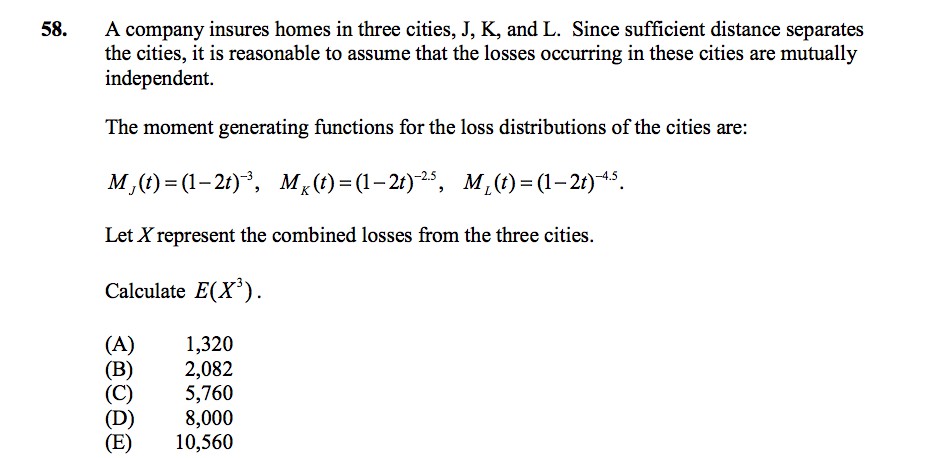 58. A company insures homes in three cities, J, K, and L. Since sufficient distance separates
the cities, it is reasonable to assume that the losses occurring in these cities are mutually
independent.
The moment generating functions for the loss distributions of the cities are:
M_J(t) = (1 − 2t)^{−3}, M_K(t) = (1 − 2t)^{−2.5}, M_L(t) = (1 − 2t)^{−4.5}.
Let X represent the combined losses from the three cities.
Calculate E(X³).
(A) 1,320
(B) 2,082
(C) 5,760
(D) 8,000
(E) 10,560